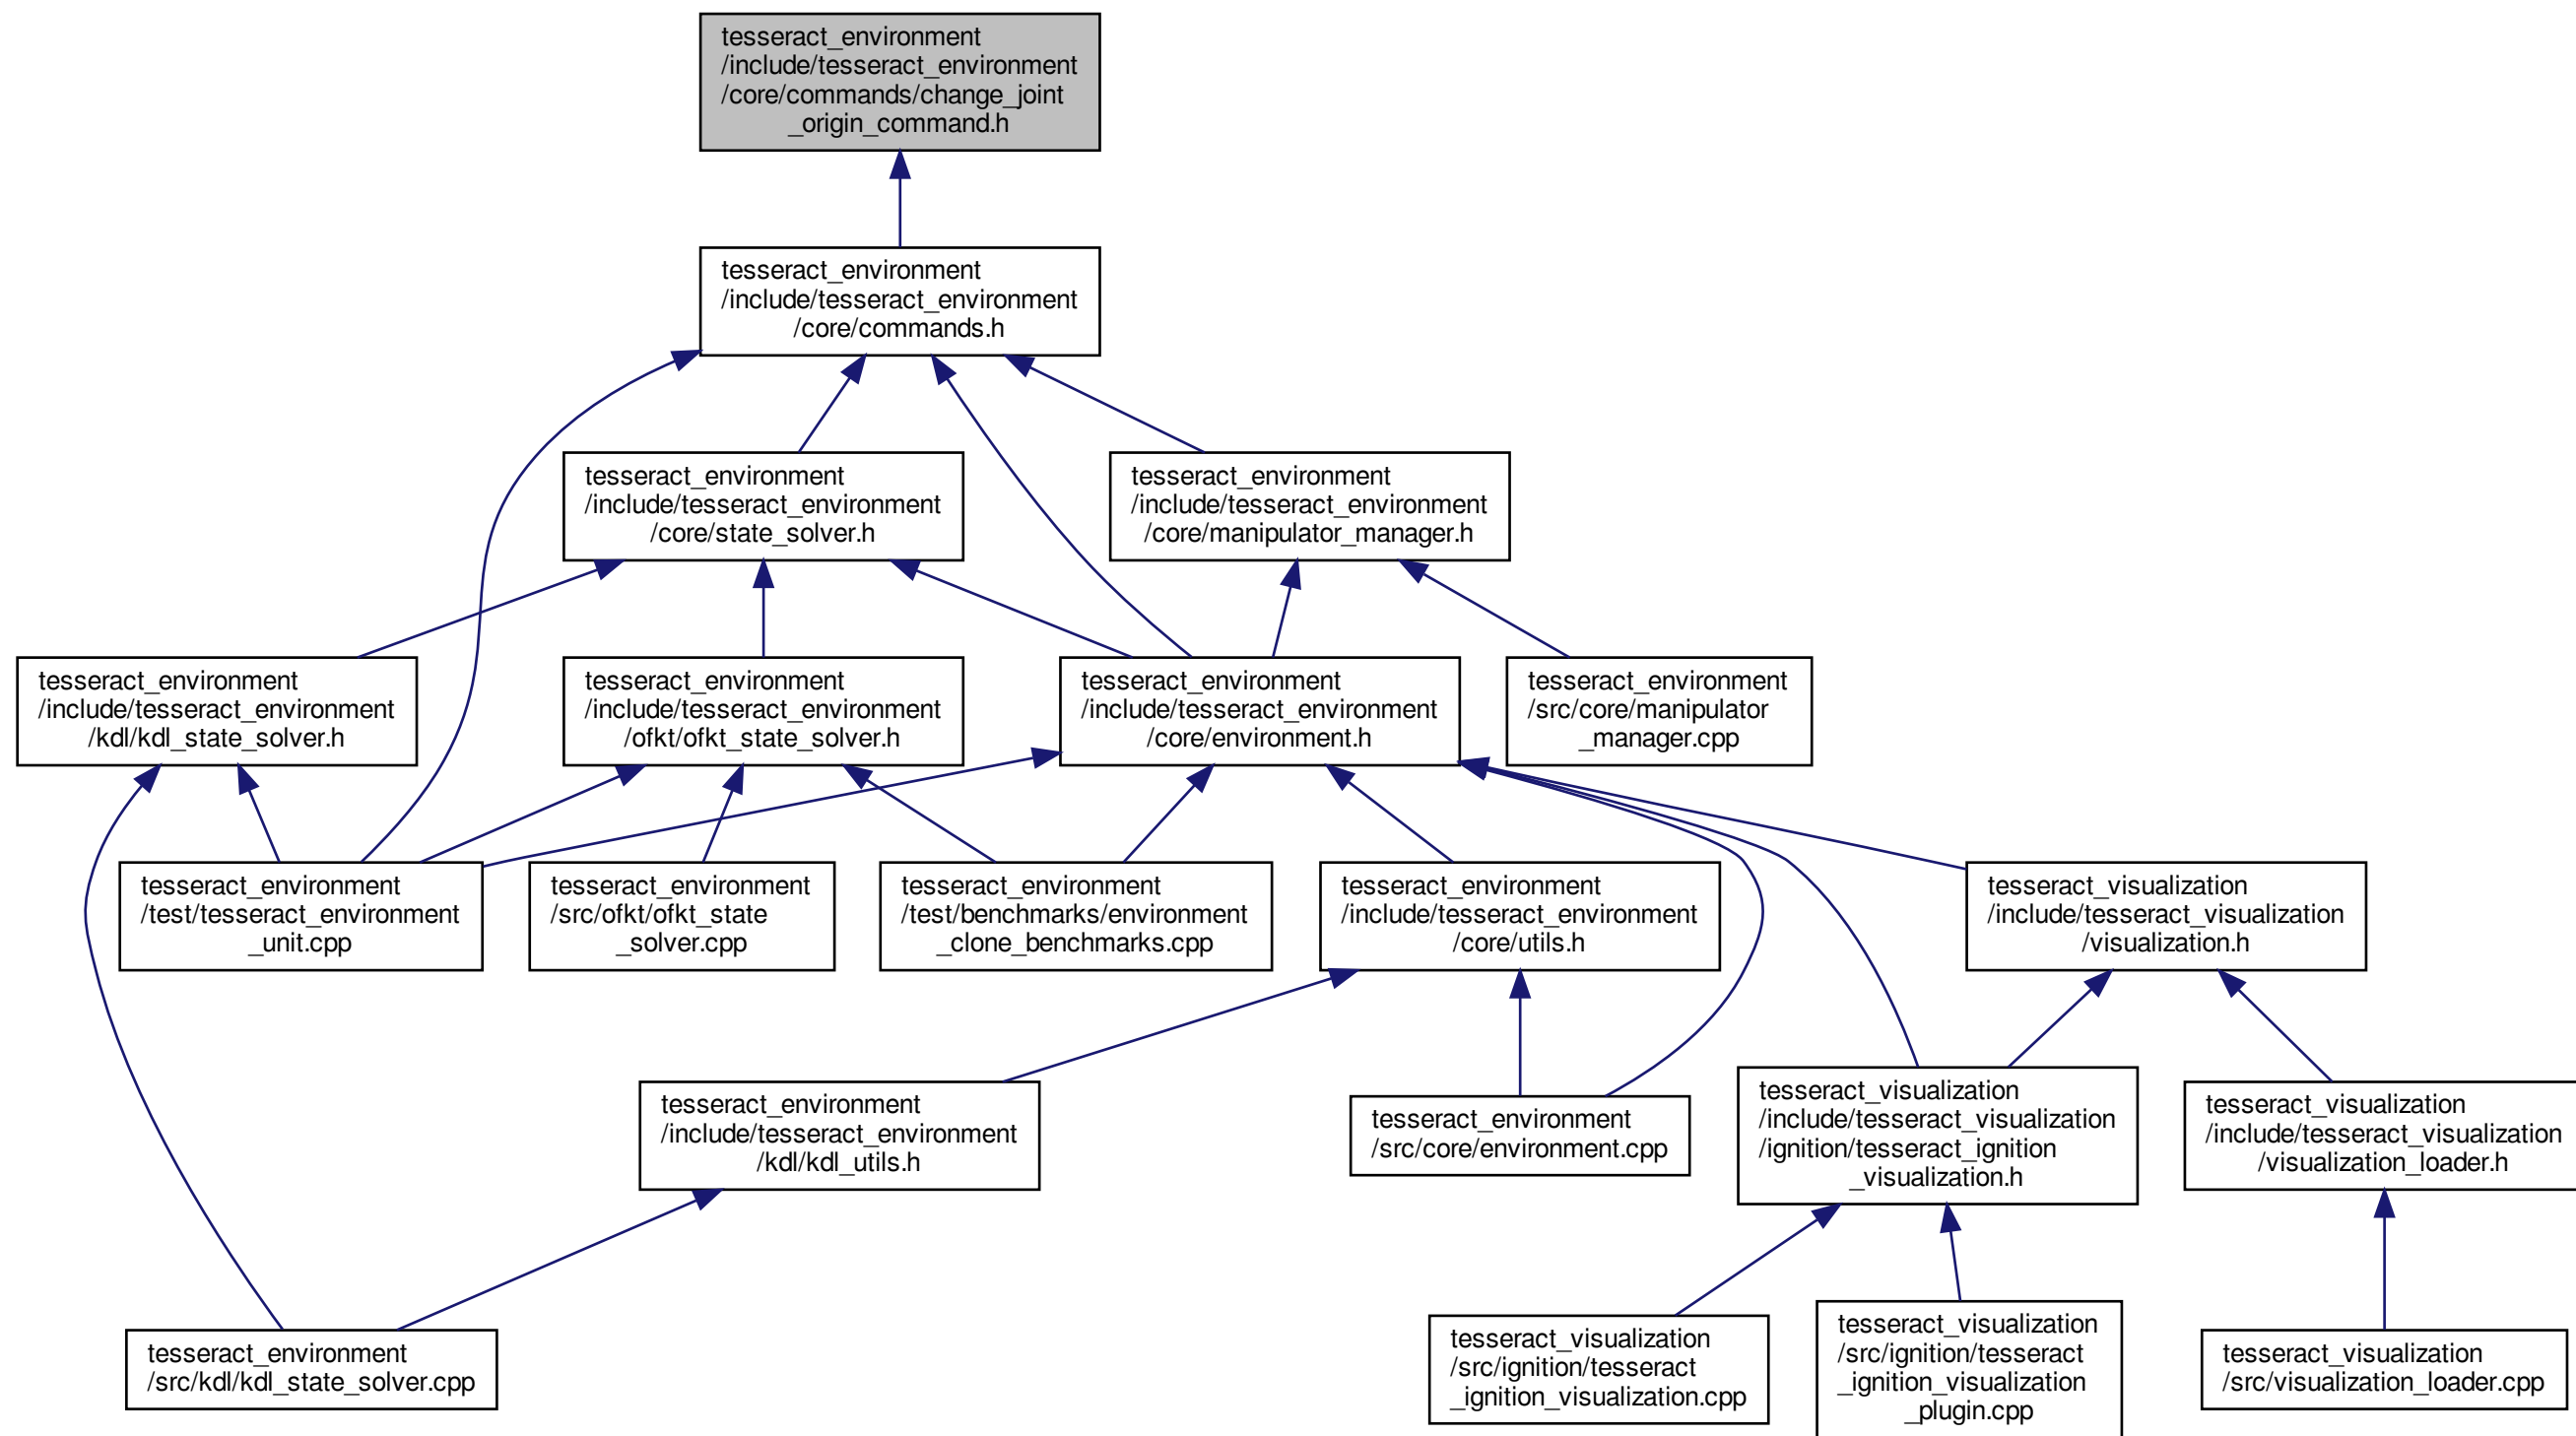 tesseract_environment
/include/tesseract_environment
/core/commands/change_joint
_origin_command.h
tesseract_environment
/include/tesseract_environment
/core/commands.h
tesseract_environment
/include/tesseract_environment
/core/state_solver.h
tesseract_environment
/include/tesseract_environment
/core/manipulator_manager.h
tesseract_environment
/include/tesseract_environment
/kdl/kdl_state_solver.h
tesseract_environment
/include/tesseract_environment
/ofkt/ofkt_state_solver.h
tesseract_environment
/include/tesseract_environment
/core/environment.h
tesseract_environment
/src/core/manipulator
_manager.cpp
tesseract_environment
/test/tesseract_environment
_unit.cpp
tesseract_environment
/src/ofkt/ofkt_state
_solver.cpp
tesseract_environment
/test/benchmarks/environment
_clone_benchmarks.cpp
tesseract_environment
/include/tesseract_environment
/core/utils.h
tesseract_visualization
/include/tesseract_visualization
/visualization.h
tesseract_environment
/include/tesseract_environment
/kdl/kdl_utils.h
tesseract_environment
/src/core/environment.cpp
tesseract_visualization
/include/tesseract_visualization
/ignition/tesseract_ignition
_visualization.h
tesseract_visualization
/include/tesseract_visualization
/visualization_loader.h
tesseract_environment
/src/kdl/kdl_state_solver.cpp
tesseract_visualization
/src/ignition/tesseract
_ignition_visualization.cpp
tesseract_visualization
/src/ignition/tesseract
_ignition_visualization
_plugin.cpp
tesseract_visualization
/src/visualization_loader.cpp